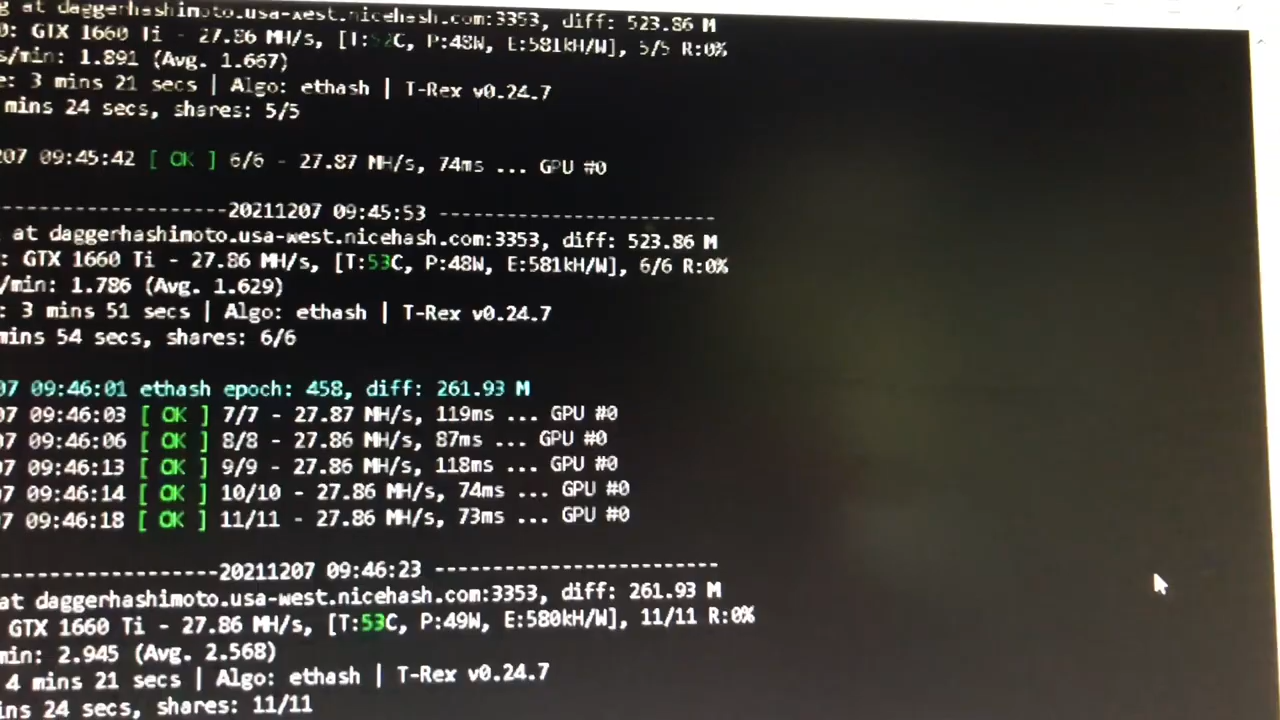 g at daggerhashimoto.usa-west.nicehash.com:3353, diff: 523.86 M
0: GTX 1660 Ti - 27.86 MH/s, [T:52C, P:48W, E:581kH/W], 5/5 R:0%
s/min: 1.891 (Avg. 1.667)
e: 3 mins 21 secs | Algo: ethash | T-Rex v0.24.7
mins 24 secs, shares: 5/5
207 09:45:42 [ OK ] 6/6 - 27.87 MH/s, 74ms ... GPU #0
-------------------20211207 09:45:53 ------------------------
at daggerhashimoto.usa-west.nicehash.com:3353, diff: 523.86 M
: GTX 1660 Ti - 27.86 MH/s, [T:53C, P:48W, E:581kH/W], 6/6 R:0%
/min: 1.786 (Avg. 1.629)
: 3 mins 51 secs | Algo: ethash | T-Rex v0.24.7
mins 54 secs, shares: 6/6
07 09:46:01 ethash epoch: 458, diff: 261.93 M
07 09:46:03 [ OK ] 7/7 - 27.87 MH/s, 119ms ... GPU #0
07 09:46:06 [ OK ] 8/8 - 27.86 MH/s, 87ms ... GPU #0
07 09:46:13 [ OK ] 9/9 - 27.86 MH/s, 118ms ... GPU #0
07 09:46:14 [ OK ] 10/10 - 27.86 MH/s, 74ms ... GPU #0
07 09:46:18 [ OK ] 11/11 - 27.86 MH/s, 73ms ... GPU #0
------------------20211207 09:46:23 ------------------------
at daggerhashimoto.usa-west.nicehash.com:3353, diff: 261.93 M
GTX 1660 Ti - 27.86 MH/s, [T:53C, P:49W, E:580kH/W], 11/11 R:0%
min: 2.945 (Avg. 2.568)
4 mins 21 secs | Algo: ethash | T-Rex v0.24.7
ins 24 secs, shares: 11/11